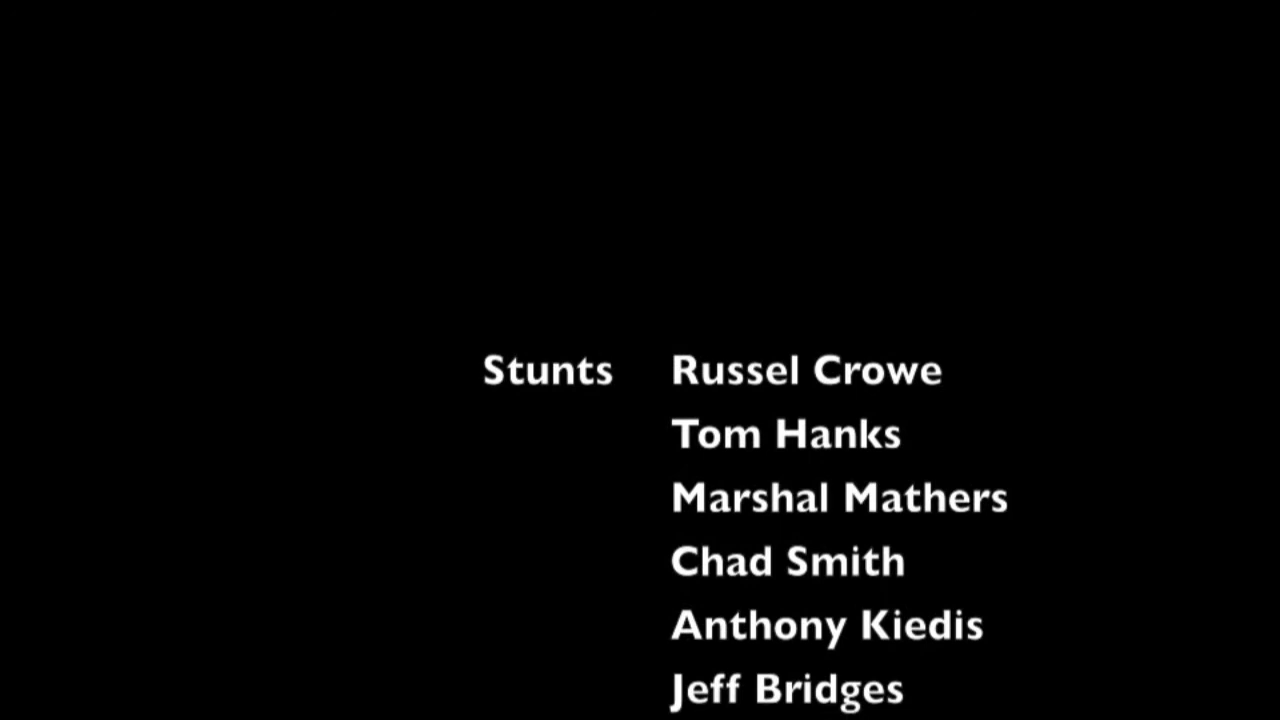 Stunts Russel Crowe
Tom Hanks
Marshal Mathers
Chad Smith
Anthony Kiedis
Jeff Bridges